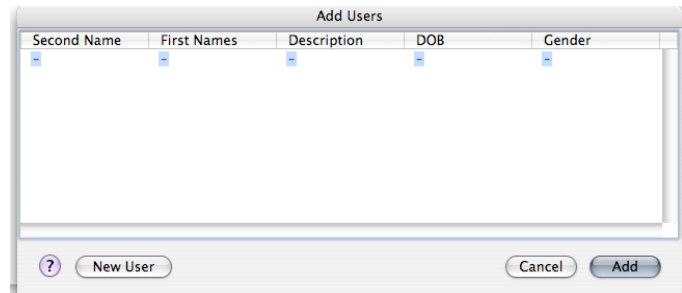 Add Users
Second Name First Names Description DOB Gender
– – – – –
? New User Cancel Add